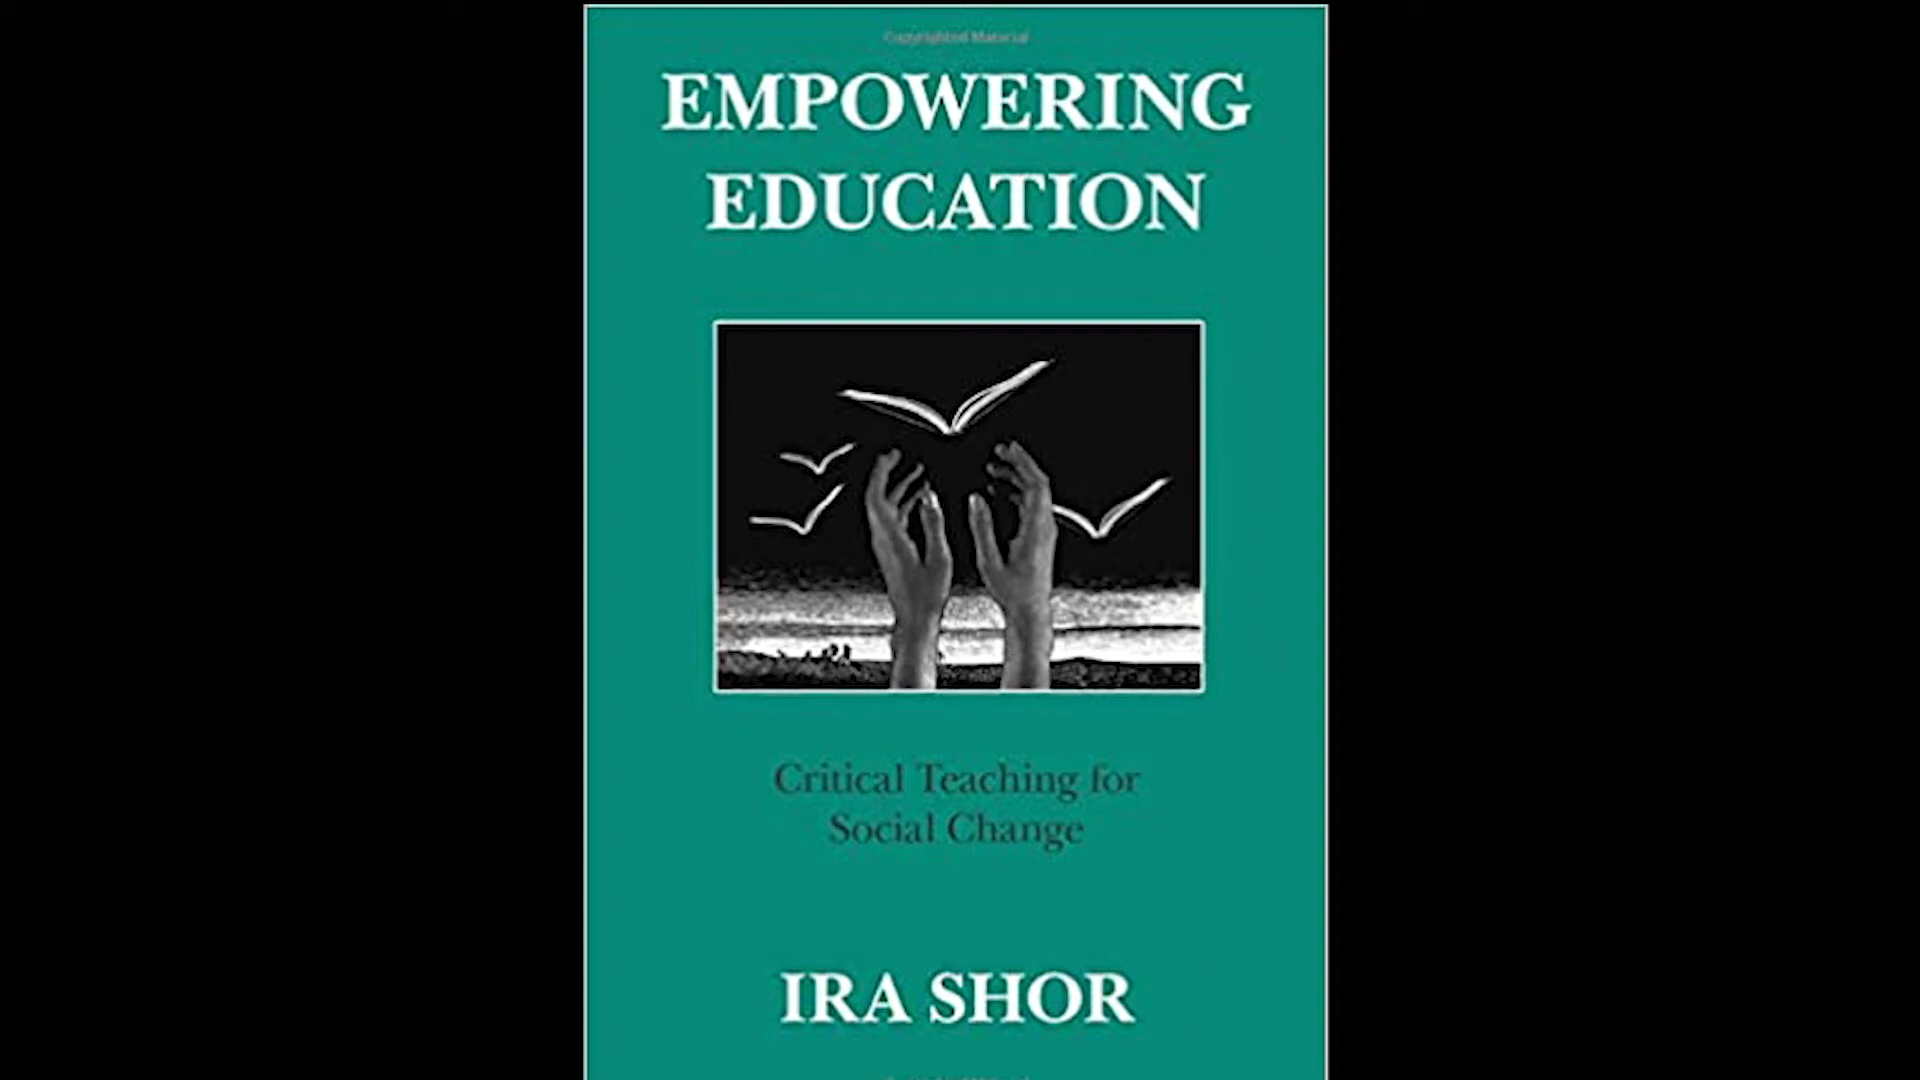 Copyrighted Material
EMPOWERING
EDUCATION
Critical Teaching for
Social Change
IRA SHOR